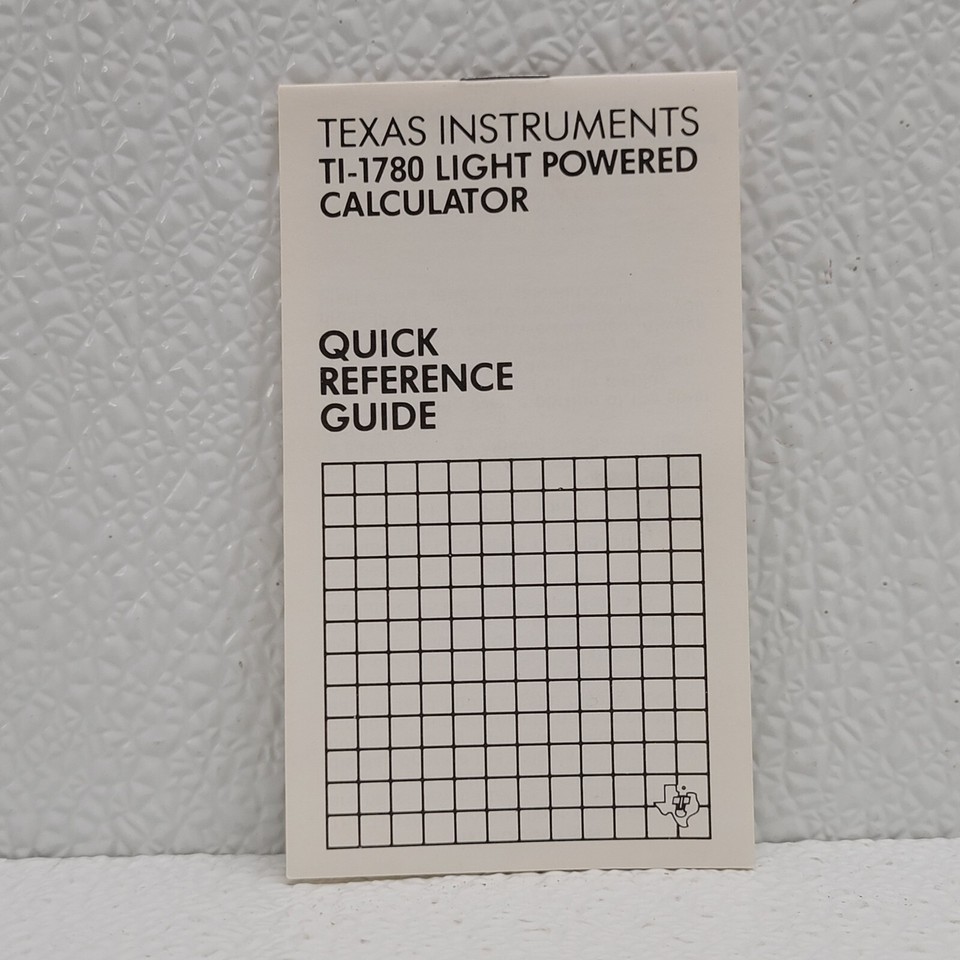 TEXAS INSTRUMENTS
TI-1780 LIGHT POWERED
CALCULATOR
QUICK
REFERENCE
GUIDE